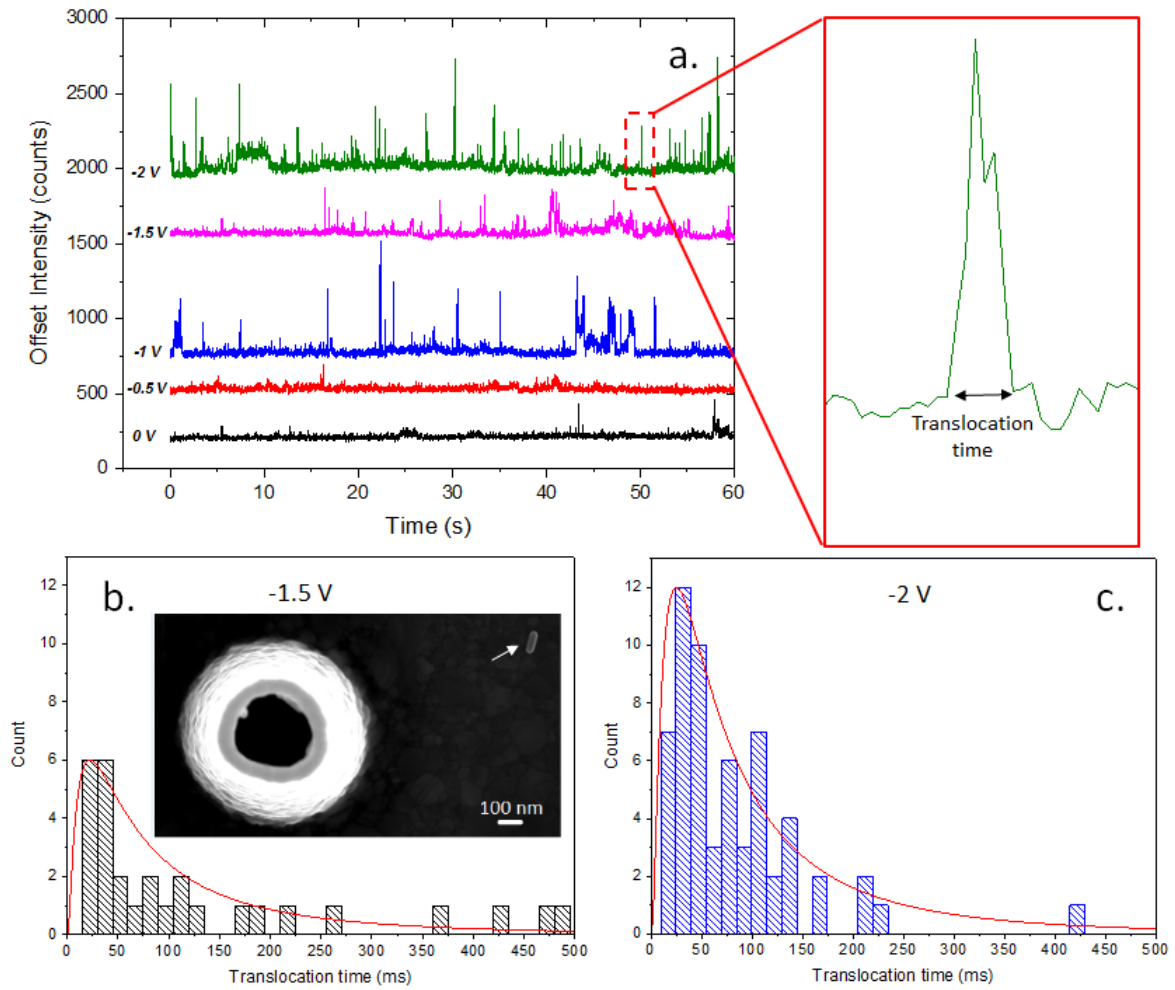 a.
3000
2500
2000
1500
1000
500
0
Offset Intensity (counts)
-2 V
-1.5 V
-1 V
-0.5 V
0 V
0 10 20 30 40 50 60
Time (s)
Translocation
time
b.
-1.5 V
12
10
8
6
4
2
0
Count
100 nm
0 50 100 150 200 250 300 350 400 450 500
Translocation time (ms)
c.
-2 V
12
10
8
6
4
2
0
Count
0 50 100 150 200 250 300 350 400 450 500
Translocation time (ms)